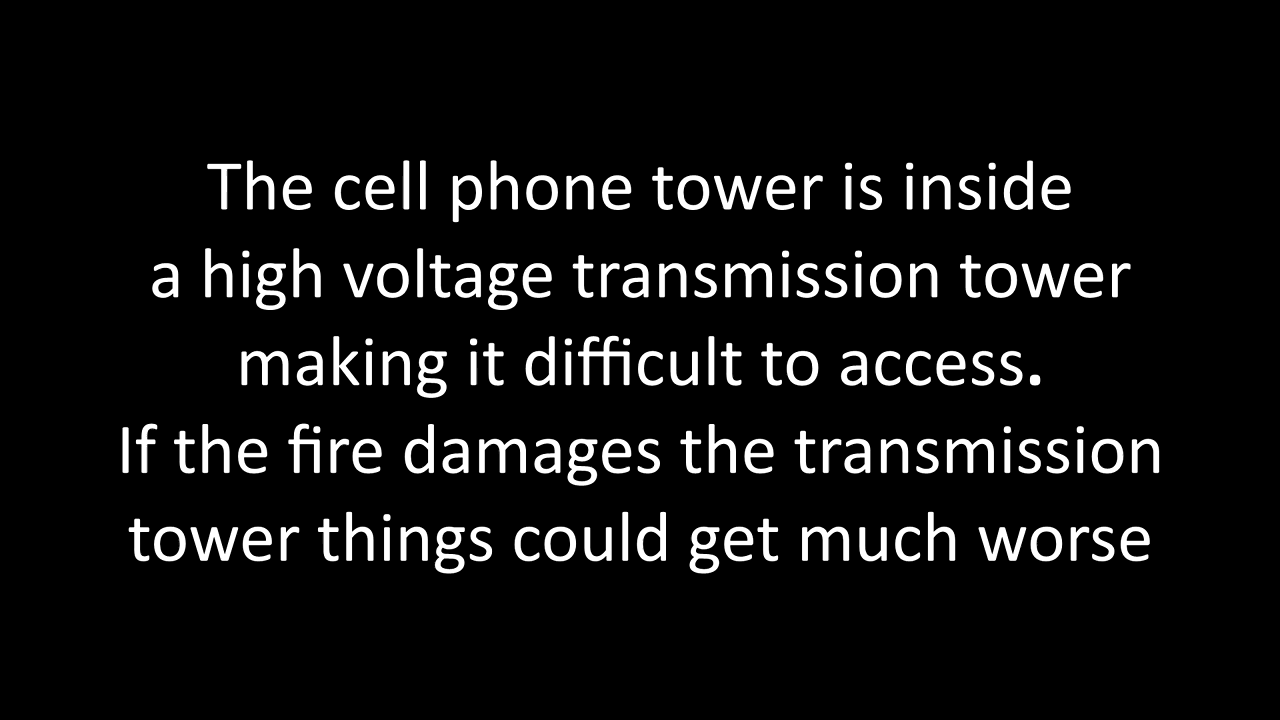 The cell phone tower is inside
a high voltage transmission tower
making it difficult to access.
If the fire damages the transmission
tower things could get much worse